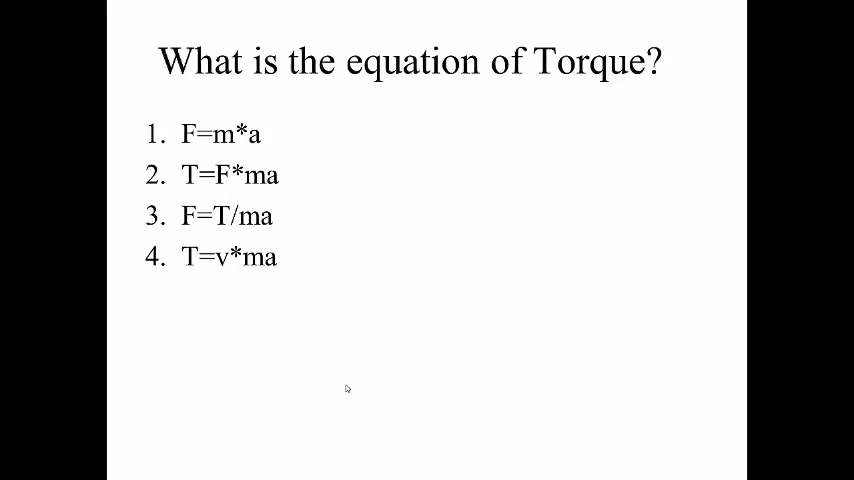 What is the equation of Torque?
1. F=m*a
2. T=F*ma
3. F=T/ma
4. T=v*ma